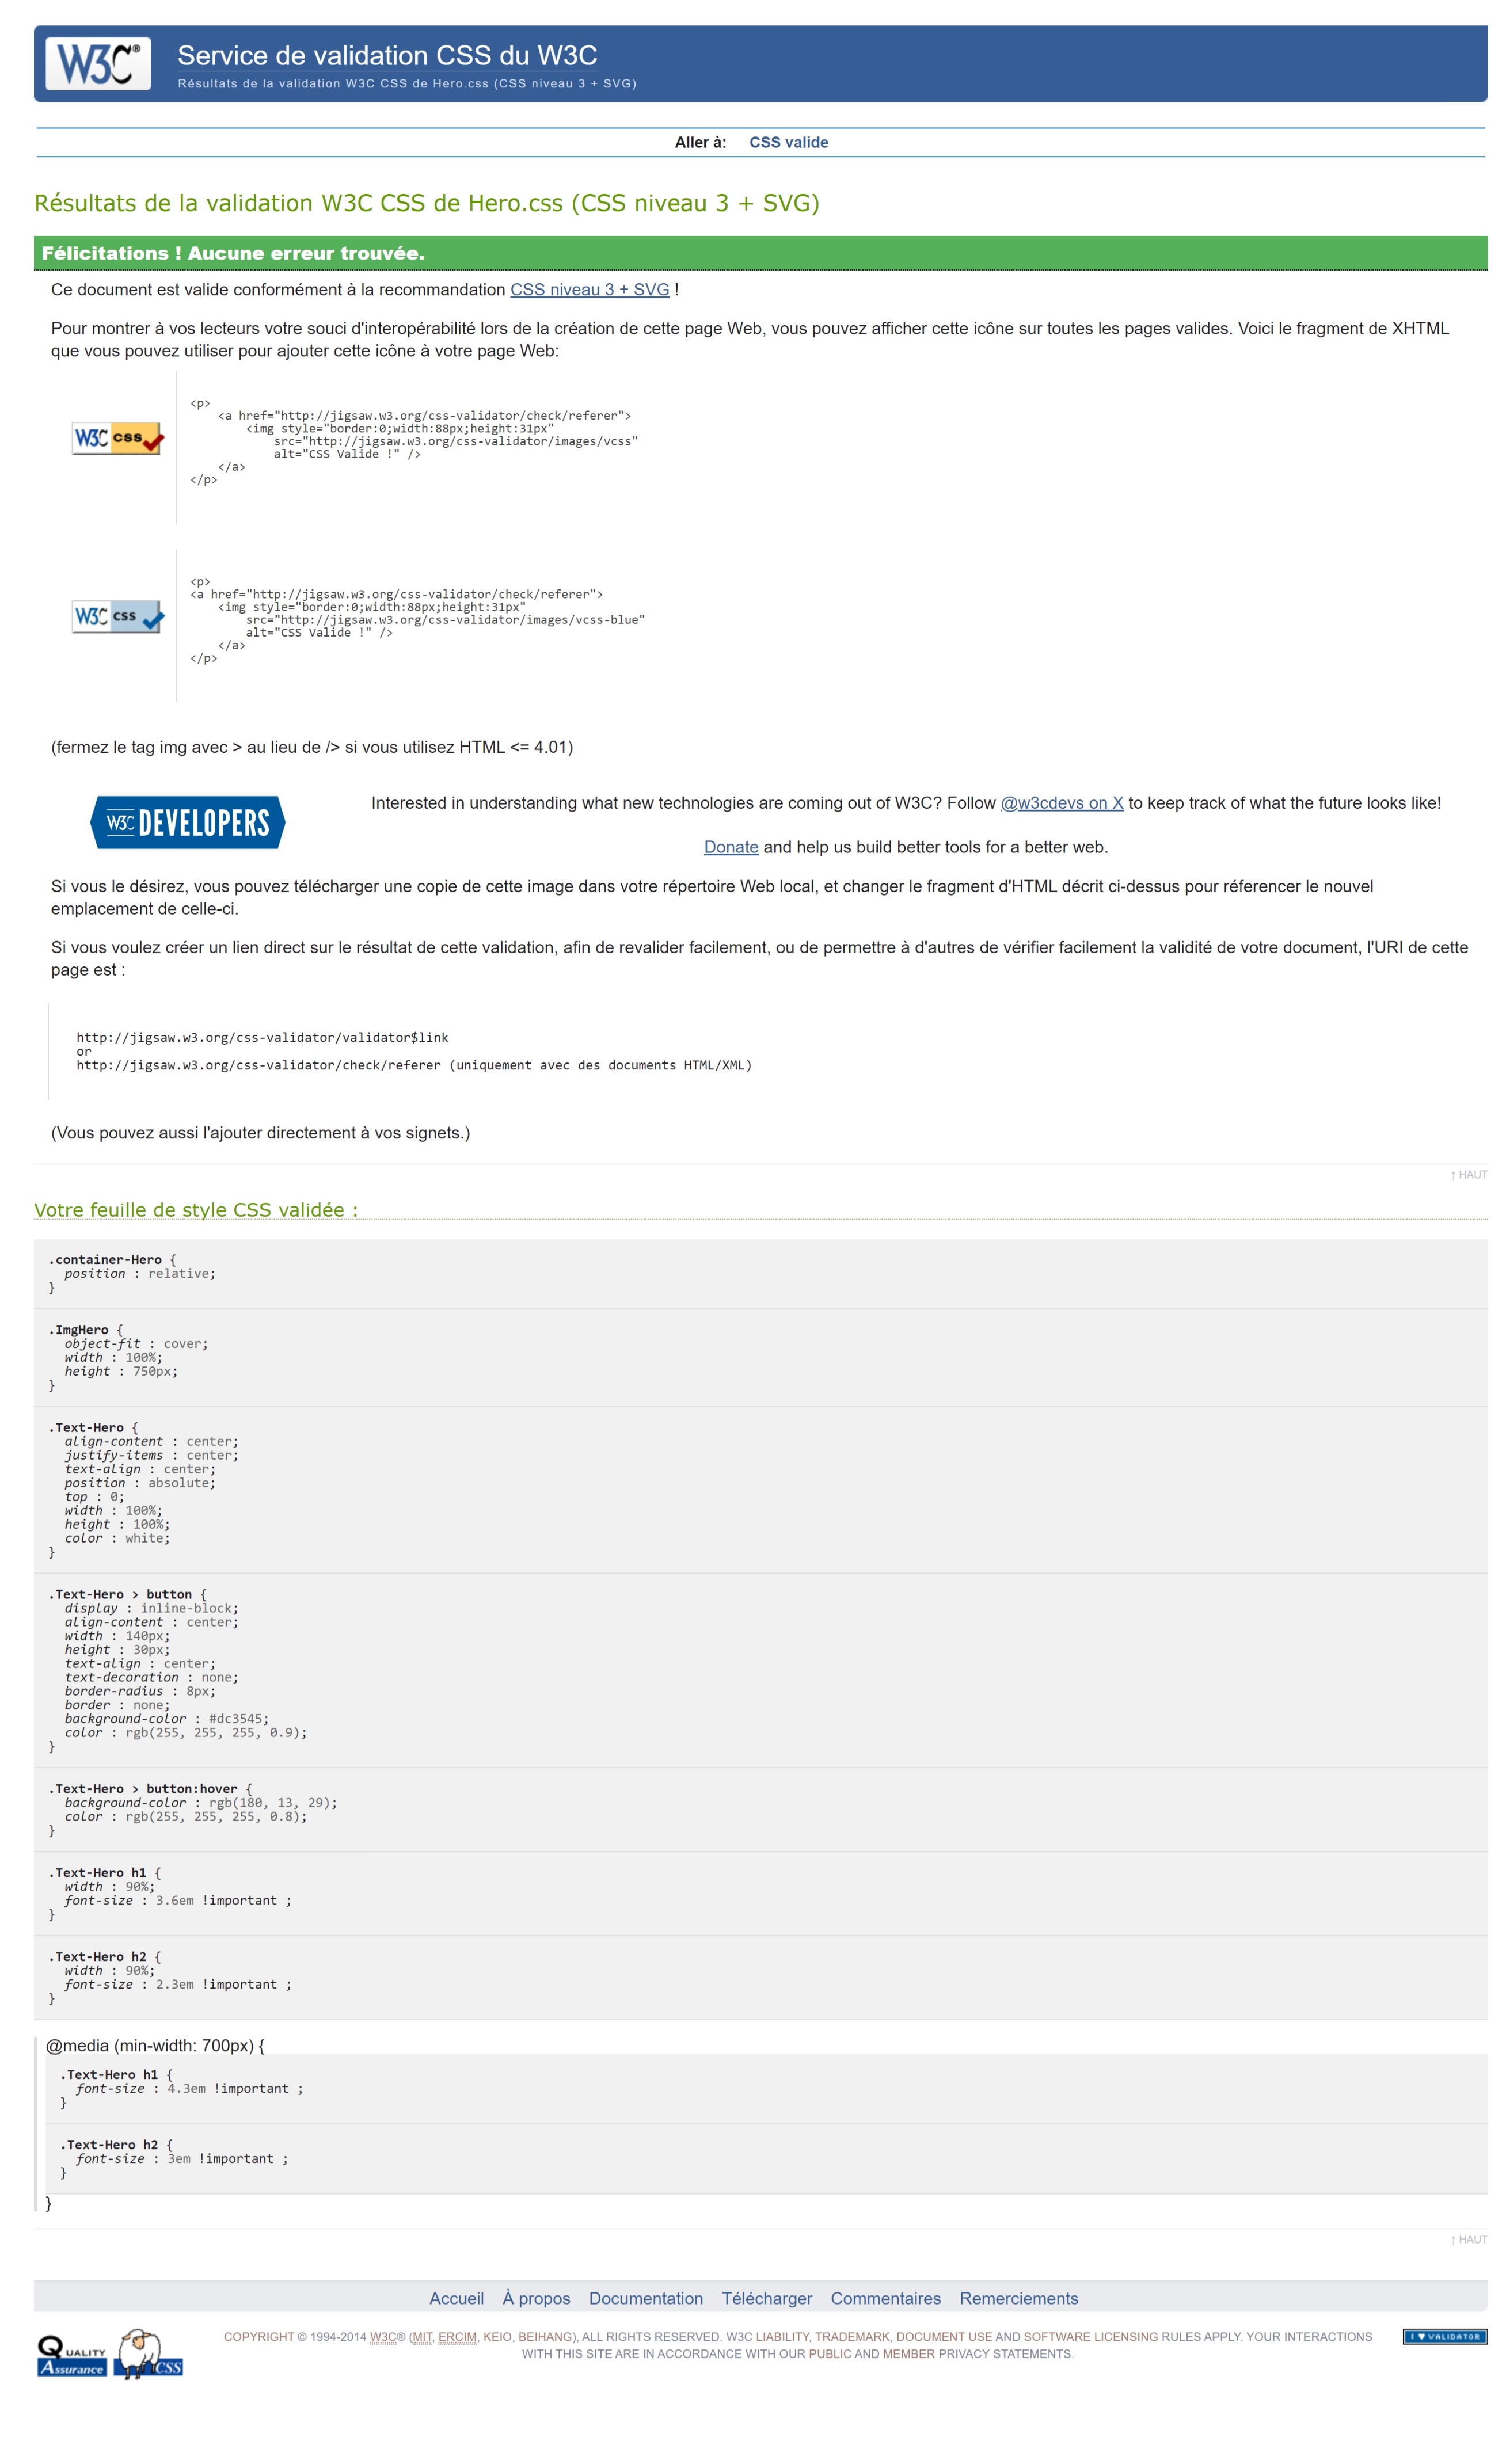 W3C®
Service de validation CSS du W3C
Résultats de la validation W3C CSS de Hero.css (CSS niveau 3 + SVG)
Aller à: CSS valide
Résultats de la validation W3C CSS de Hero.css (CSS niveau 3 + SVG)
Félicitations ! Aucune erreur trouvée.
Ce document est valide conformément à la recommandation CSS niveau 3 + SVG !
Pour montrer à vos lecteurs votre souci d'interopérabilité lors de la création de cette page Web, vous pouvez afficher cette icône sur toutes les pages valides. Voici le fragment de XHTML
que vous pouvez utiliser pour ajouter cette icône à votre page Web:
W3C css
<p>
<a href="http://jigsaw.w3.org/css-validator/check/referer">
<img style="border:0;width:88px;height:31px"
src="http://jigsaw.w3.org/css-validator/images/vcss"
alt="CSS Valide !" />
</a>
</p>
W3C css
<p>
<a href="http://jigsaw.w3.org/css-validator/check/referer">
<img style="border:0;width:88px;height:31px"
src="http://jigsaw.w3.org/css-validator/images/vcss-blue"
alt="CSS Valide !" />
</a>
</p>
(fermez le tag img avec > au lieu de /> si vous utilisez HTML <= 4.01)
W3C DEVELOPERS
Interested in understanding what new technologies are coming out of W3C? Follow @w3cdevs on X to keep track of what the future looks like!
Donate and help us build better tools for a better web.
Si vous le désirez, vous pouvez télécharger une copie de cette image dans votre répertoire Web local, et changer le fragment d'HTML décrit ci-dessus pour réferencer le nouvel
emplacement de celle-ci.
Si vous voulez créer un lien direct sur le résultat de cette validation, afin de revalider facilement, ou de permettre à d'autres de vérifier facilement la validité de votre document, l'URI de cette
page est :
http://jigsaw.w3.org/css-validator/validator$link
or
http://jigsaw.w3.org/css-validator/check/referer (uniquement avec des documents HTML/XML)
(Vous pouvez aussi l'ajouter directement à vos signets.)
↑ HAUT
Votre feuille de style CSS validée :
.container-Hero {
position : relative;
}
.ImgHero {
object-fit : cover;
width : 100%;
height : 750px;
}
.Text-Hero {
align-content : center;
justify-items : center;
text-align : center;
position : absolute;
top : 0;
width : 100%;
height : 100%;
color : white;
}
.Text-Hero > button {
display : inline-block;
align-content : center;
width : 140px;
height : 30px;
text-align : center;
text-decoration : none;
border-radius : 8px;
border : none;
background-color : #dc3545;
color : rgb(255, 255, 255, 0.9);
}
.Text-Hero > button:hover {
background-color : rgb(180, 13, 29);
color : rgb(255, 255, 255, 0.8);
}
.Text-Hero h1 {
width : 90%;
font-size : 3.6em !important ;
}
.Text-Hero h2 {
width : 90%;
font-size : 2.3em !important ;
}
@media (min-width: 700px) {
.Text-Hero h1 {
font-size : 4.3em !important ;
}
.Text-Hero h2 {
font-size : 3em !important ;
}
}
↑ HAUT
Accueil À propos Documentation Télécharger Commentaires Remerciements
QUALITY
Assurance
CSS
COPYRIGHT © 1994-2014 W3C® (MIT, ERCIM, KEIO, BEIHANG), ALL RIGHTS RESERVED. W3C LIABILITY, TRADEMARK, DOCUMENT USE AND SOFTWARE LICENSING RULES APPLY. YOUR INTERACTIONS
WITH THIS SITE ARE IN ACCORDANCE WITH OUR PUBLIC AND MEMBER PRIVACY STATEMENTS.
I ♥ VALIDATOR